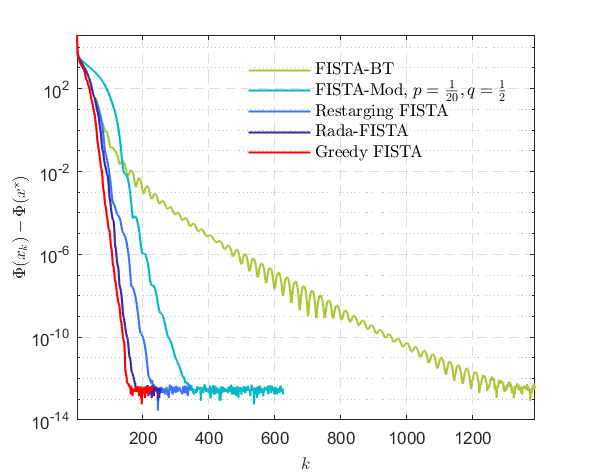 FISTA-BT
FISTA-Mod, p = 1/20, q = 1/2
Restarging FISTA
Rada-FISTA
Greedy FISTA
10^2
10^-2
10^-6
10^-10
10^-14
Φ(x_k) − Φ(x*)
200 400 600 800 1000 1200
k